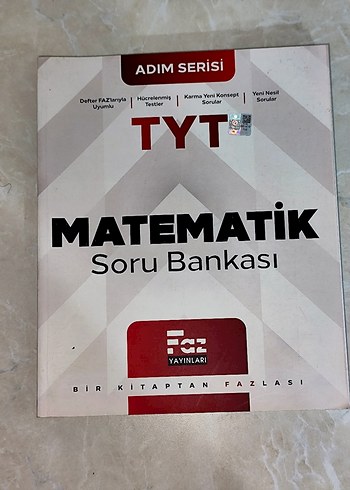 ADIM SERİSİ
Defter FAZ'larıyla Uyumlu
Hücrelenmiş Testler
Karma Yeni Konsept Sorular
Yeni Nesil Sorular
TYT
MATEMATİK
Soru Bankası
Faz
YAYINLARI
BİR KİTAPTAN FAZLASI